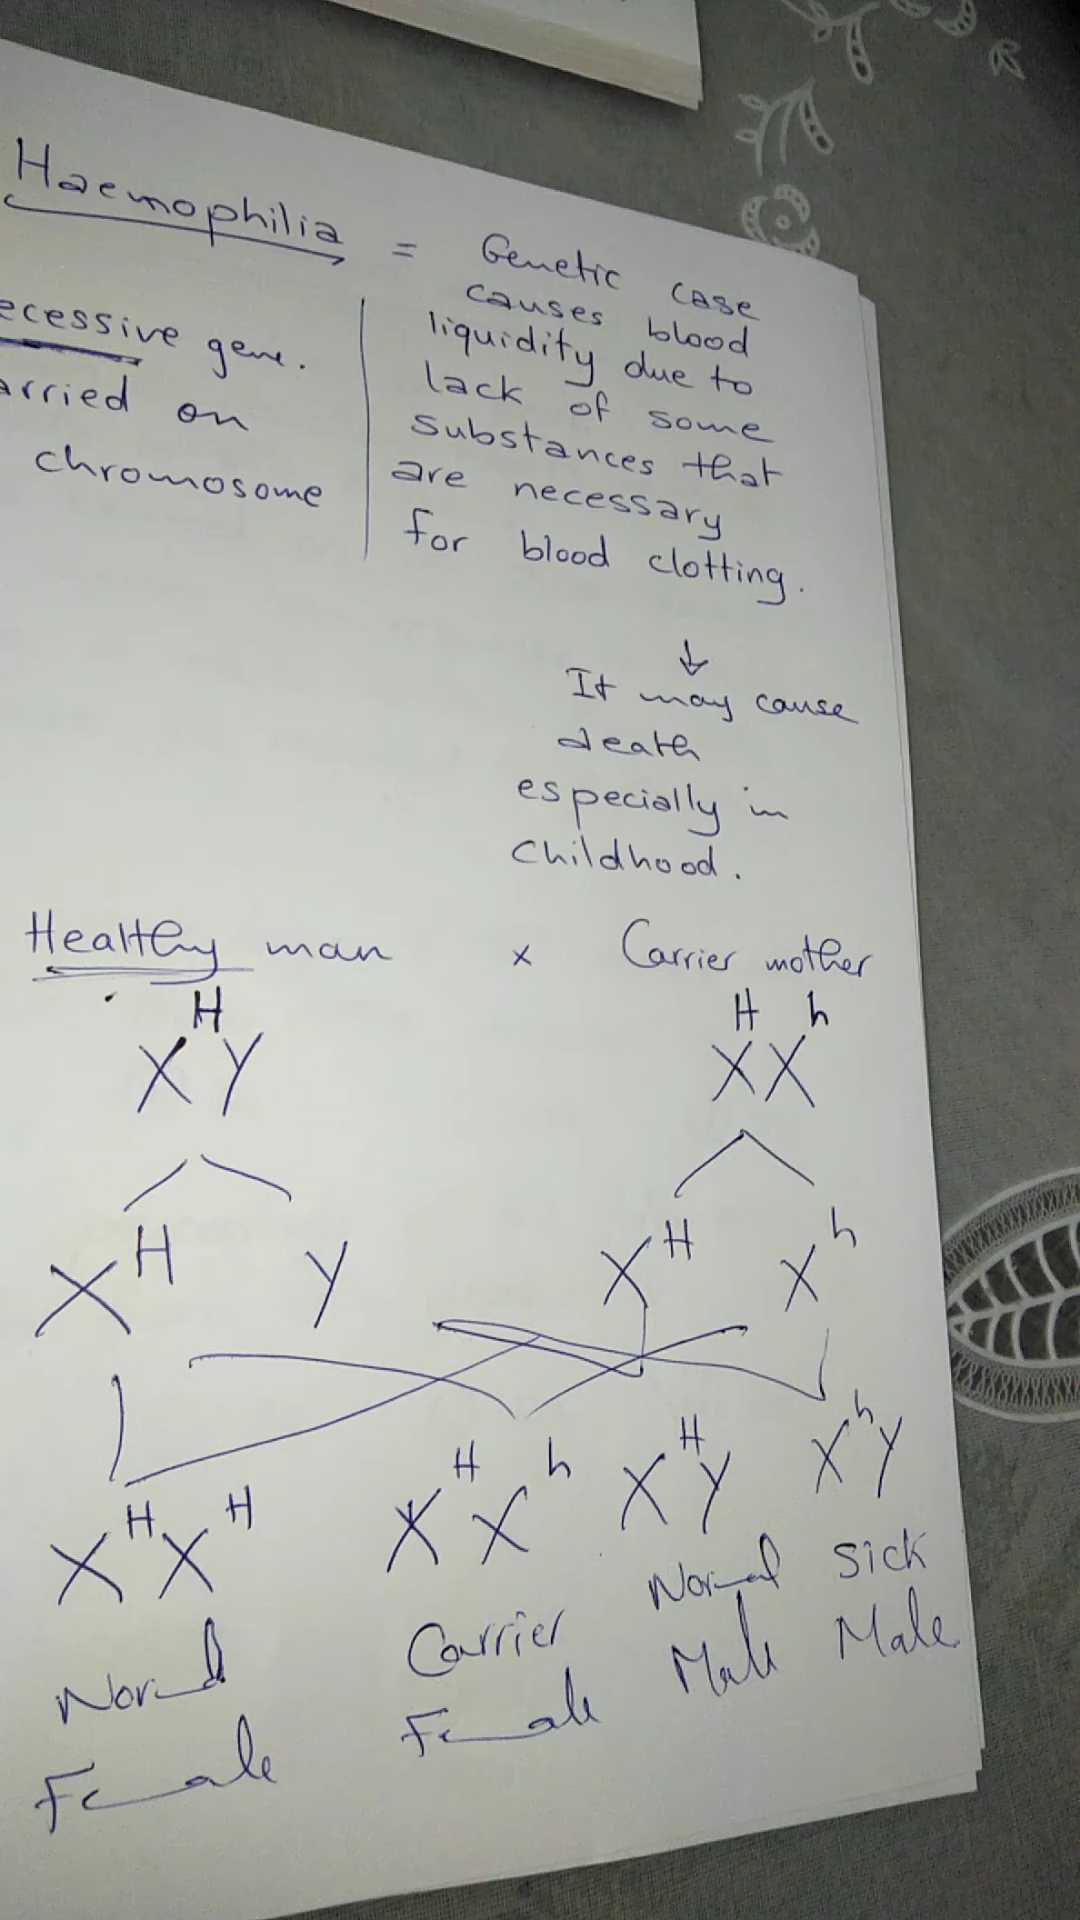 Haemophilia = Genetic case
causes blood
liquidity due to
lack of some
substances that
are necessary
for blood clotting.
ecessive gene.
arried on
chromosome
↓
It may cause
death
especially in
childhood.
Healthy man x Carrier mother
X^H Y X^H X^h
X^H Y X^H X^h
X^H X^H X^H X^h X^H Y X^h Y
Normal Female
Carrier Female
Normal Male
Sick Male